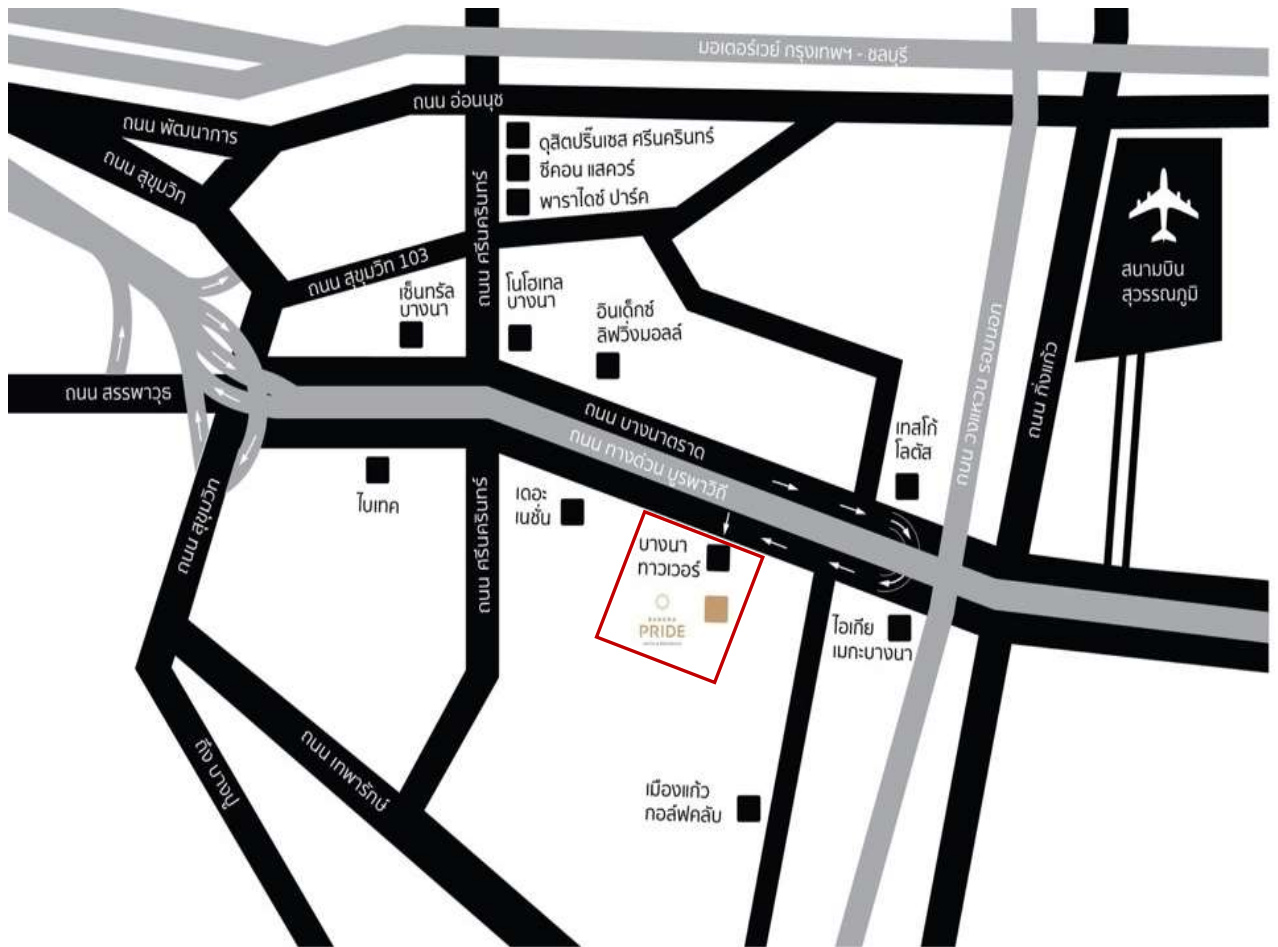 มอเตอร์เวย์ กรุงเทพฯ - ชลบุรี
ถนน อ่อนนุช
ถนน พัฒนาการ
ถนน สุขุมวิท
ถนน ศรีนครินทร์
ดุสิตปริ๊นเซส ศรีนครินทร์
ซีคอน แสควร์
พาราไดซ์ ปาร์ค
ถนน สุขุมวิท 103
เซ็นทรัล
บางนา
โนโฮเทล
บางนา
อินเด็กซ์
ลิฟวิ่งมอลล์
สนามบิน
สุวรรณภูมิ
ถนน วงแหวน รอบนอก
ถนน กิ่งแก้ว
ถนน สรรพาวุธ
ถนน บางนาตราด
ถนน ทางด่วน บูรพาวิถี
เทสโก้
โลตัส
ไบเทค
เดอะ
เนชั่น
ถนน สุขุมวิท
ถนน ศรีนครินทร์
บางนา
ทาวเวอร์
BANGNA
PRIDE
ไอเกีย
เมกะบางนา
ถนน เทพารักษ์
ถึง บางปู
เมืองแก้ว
กอล์ฟคลับ